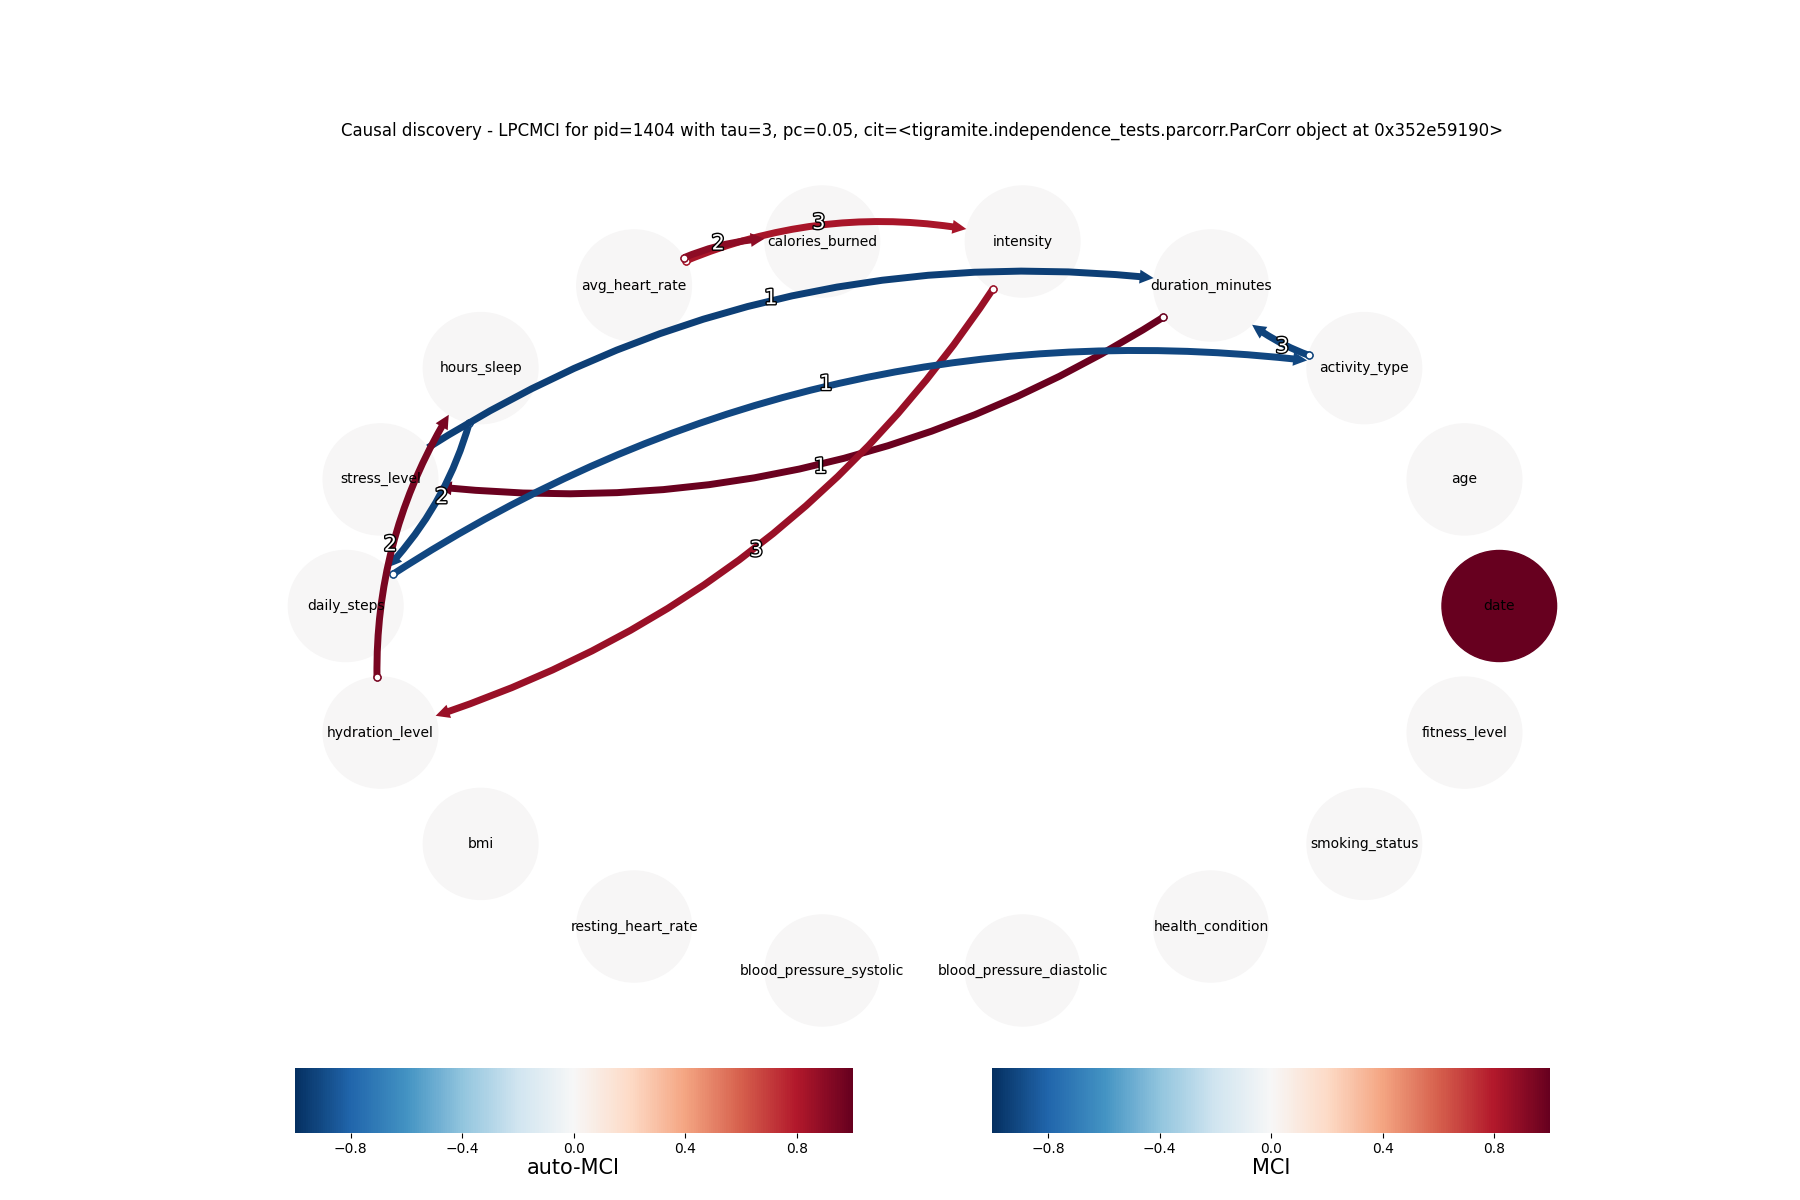 Causal discovery - LPCMCI for pid=1404 with tau=3, pc=0.05, cit=<tigramite.independence_tests.parcorr.ParCorr object at 0x352e59190>
3
2
calories_burned
intensity
avg_heart_rate
duration_minutes
1
3
hours_sleep
activity_type
1
1
stress_level
age
2
2
3
daily_steps
date
hydration_level
fitness_level
bmi
smoking_status
resting_heart_rate
health_condition
blood_pressure_systolic
blood_pressure_diastolic
−0.8 −0.4 0.0 0.4 0.8
auto-MCI
−0.8 −0.4 0.0 0.4 0.8
MCI